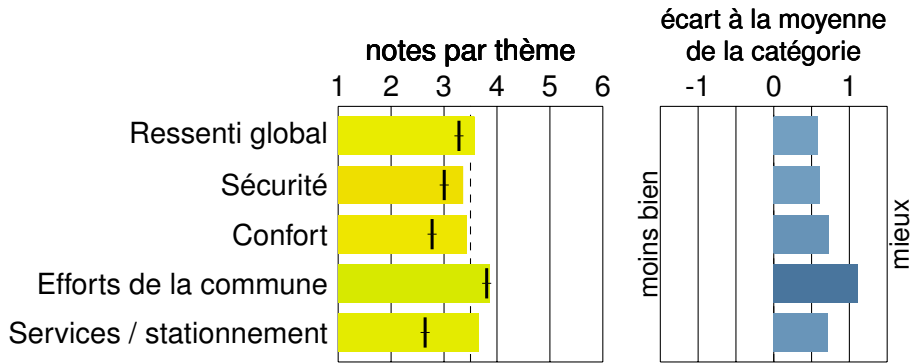 notes par thème
1 2 3 4 5 6
Ressenti global
Sécurité
Confort
Efforts de la commune
Services / stationnement
écart à la moyenne
de la catégorie
-1 0 1
moins bien
mieux